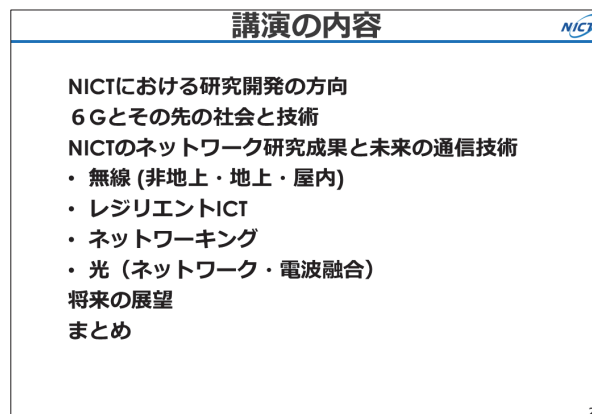 講演の内容
NICT
NICTにおける研究開発の方向
６Gとその先の社会と技術
NICTのネットワーク研究成果と未来の通信技術
• 無線 (非地上・地上・屋内)
• レジリエントICT
• ネットワーキング
• 光（ネットワーク・電波融合）
将来の展望
まとめ